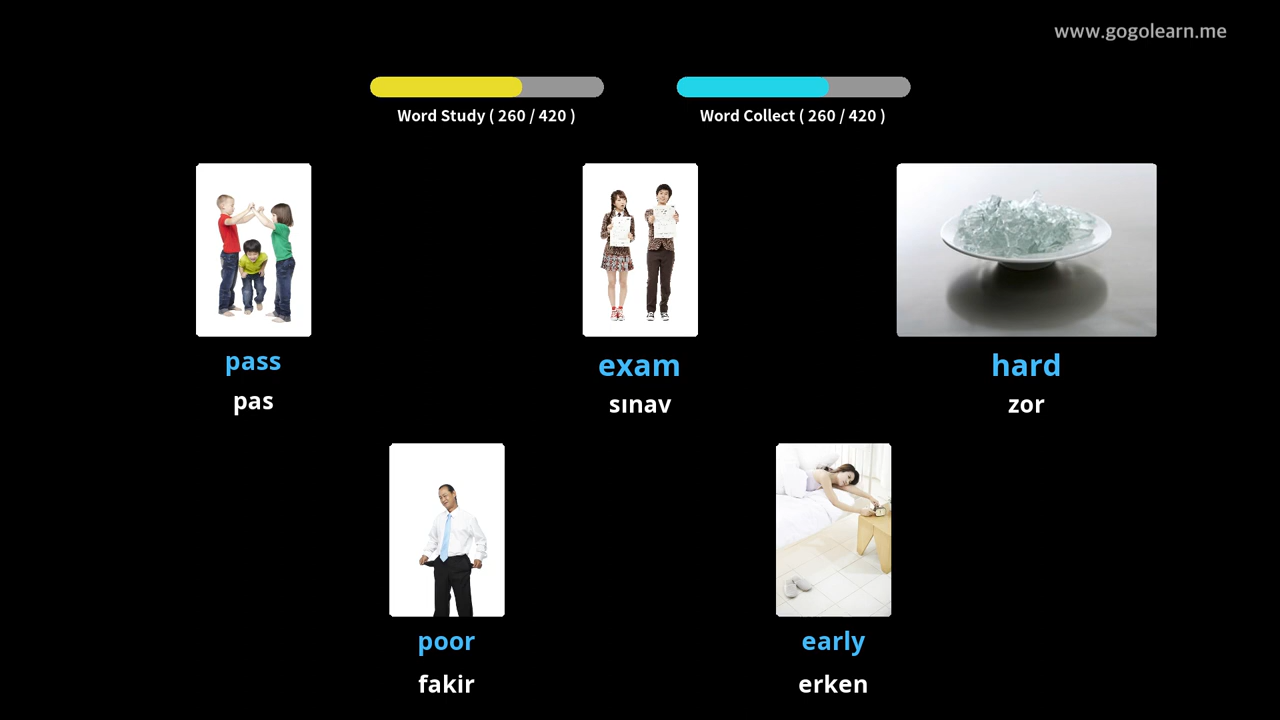 www.gogolearn.me
Word Study ( 260 / 420 )
Word Collect ( 260 / 420 )
pass
pas
exam
sınav
hard
zor
poor
fakir
early
erken